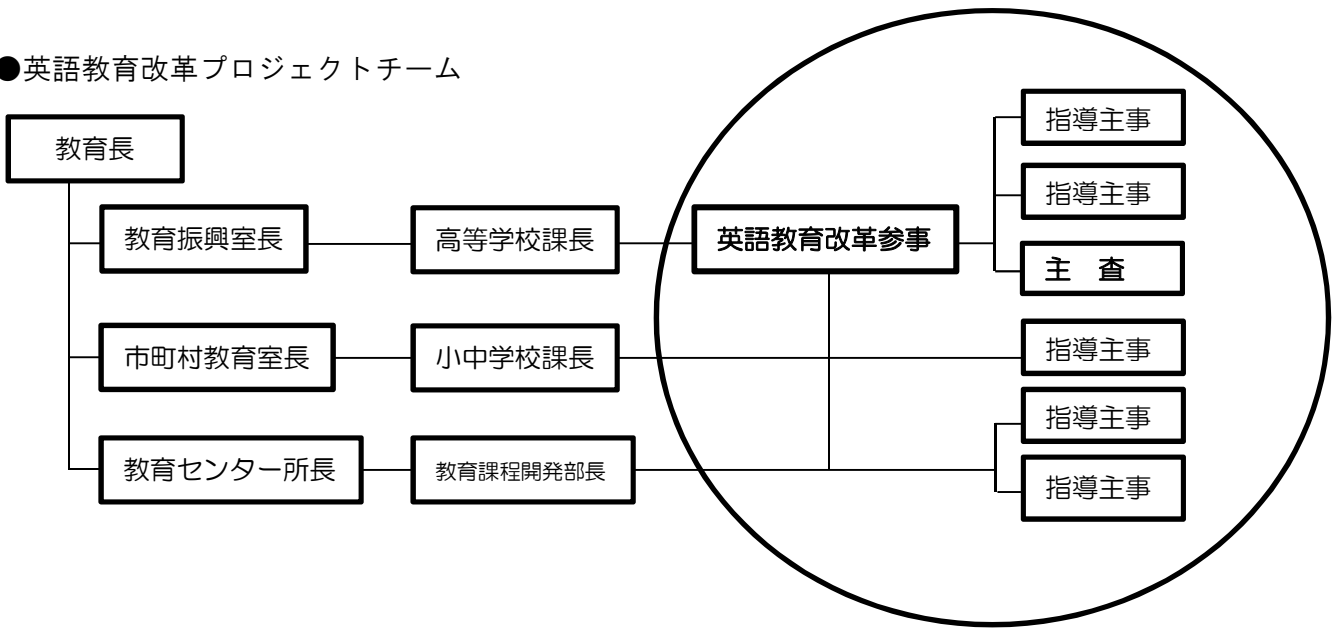 ●英語教育改革プロジェクトチーム
教育長
指導主事
指導主事
教育振興室長
高等学校課長
英語教育改革参事
主 査
市町村教育室長
小中学校課長
指導主事
指導主事
教育センター所長
教育課程開発部長
指導主事